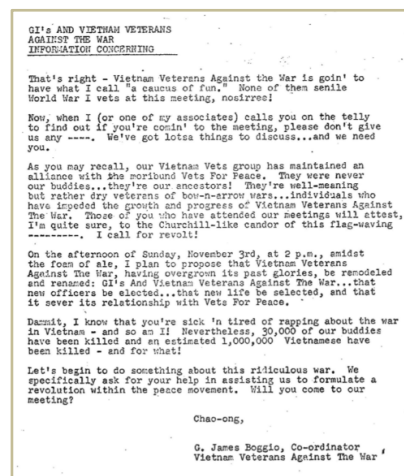 GI's AND VIETNAM VETERANS
AGAINST THE WAR
INFORMATION CONCERNING
That's right - Vietnam Veterans Against the War is goin' to
have what I call "a caucus of fun." None of them senile
World War I vets at this meeting, nosirree!
Now, when I (or one of my associates) calls you on the telly
to find out if you're comin' to the meeting, please don't give
us any ----. We've got lotsa things to discuss...and we need
you.
As you may recall, our Vietnam Vets group has maintained an
alliance with the moribund Vets For Peace. They were never
our buddies...they're our ancestors! They're well-meaning
but rather dry veterans of bow-n-arrow wars...individuals who
have impeded the growth and progress of Vietnam Veterans Against
The War. Those of you who have attended our meetings will attest,
I'm quite sure, to the Churchill-like candor of this flag-waving
---------. I call for revolt!
On the afternoon of Sunday, November 3rd, at 2 p.m., amidst
the foam of ale, I plan to propose that Vietnam Veterans
Against The War, having overgrown its past glories, be remodeled
and renamed: GI's And Vietnam Veterans Against The War...that
new officers be elected...that new life be selected, and that
it sever its relationship with Vets For Peace.
Dammit, I know that you're sick 'n tired of rapping about the war
in Vietnam - and so am I! Nevertheless, 30,000 of our buddies
have been killed and an estimated 1,000,000 Vietnamese have
been killed - and for what!
Let's begin to do something about this ridiculous war. We
specifically ask for your help in assisting us to formulate a
revolution within the peace movement. Will you come to our
meeting?
Chao-ong,
G. James Boggio, Co-ordinator
Vietnam Veterans Against The War